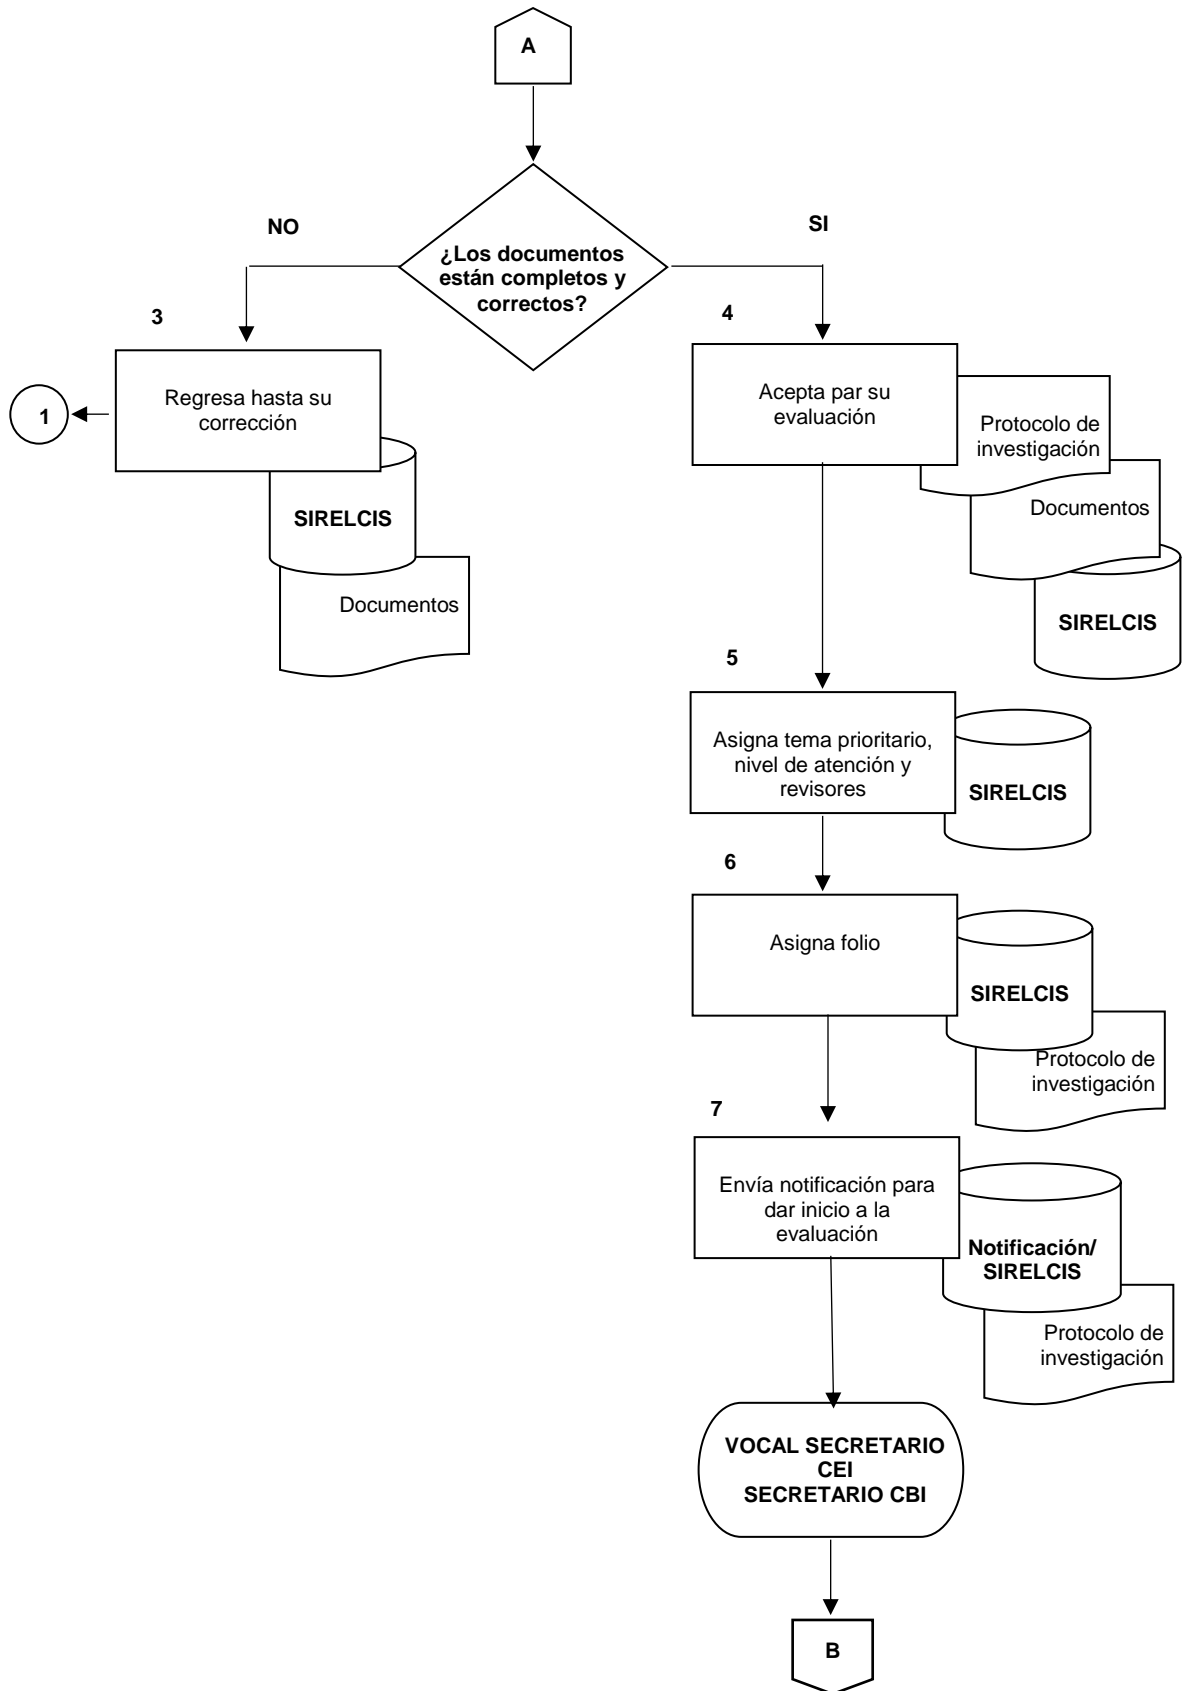 A
NO
SI
¿Los documentos
están completos y
correctos?
3
4
Regresa hasta su
corrección
1
Acepta par su
evaluación
Protocolo de
investigación
SIRELCIS
Documentos
Documentos
SIRELCIS
5
Asigna tema prioritario,
nivel de atención y
revisores
SIRELCIS
6
Asigna folio
SIRELCIS
Protocolo de
investigación
7
Envía notificación para
dar inicio a la
evaluación
Notificación/
SIRELCIS
Protocolo de
investigación
VOCAL SECRETARIO
CEI
SECRETARIO CBI
B